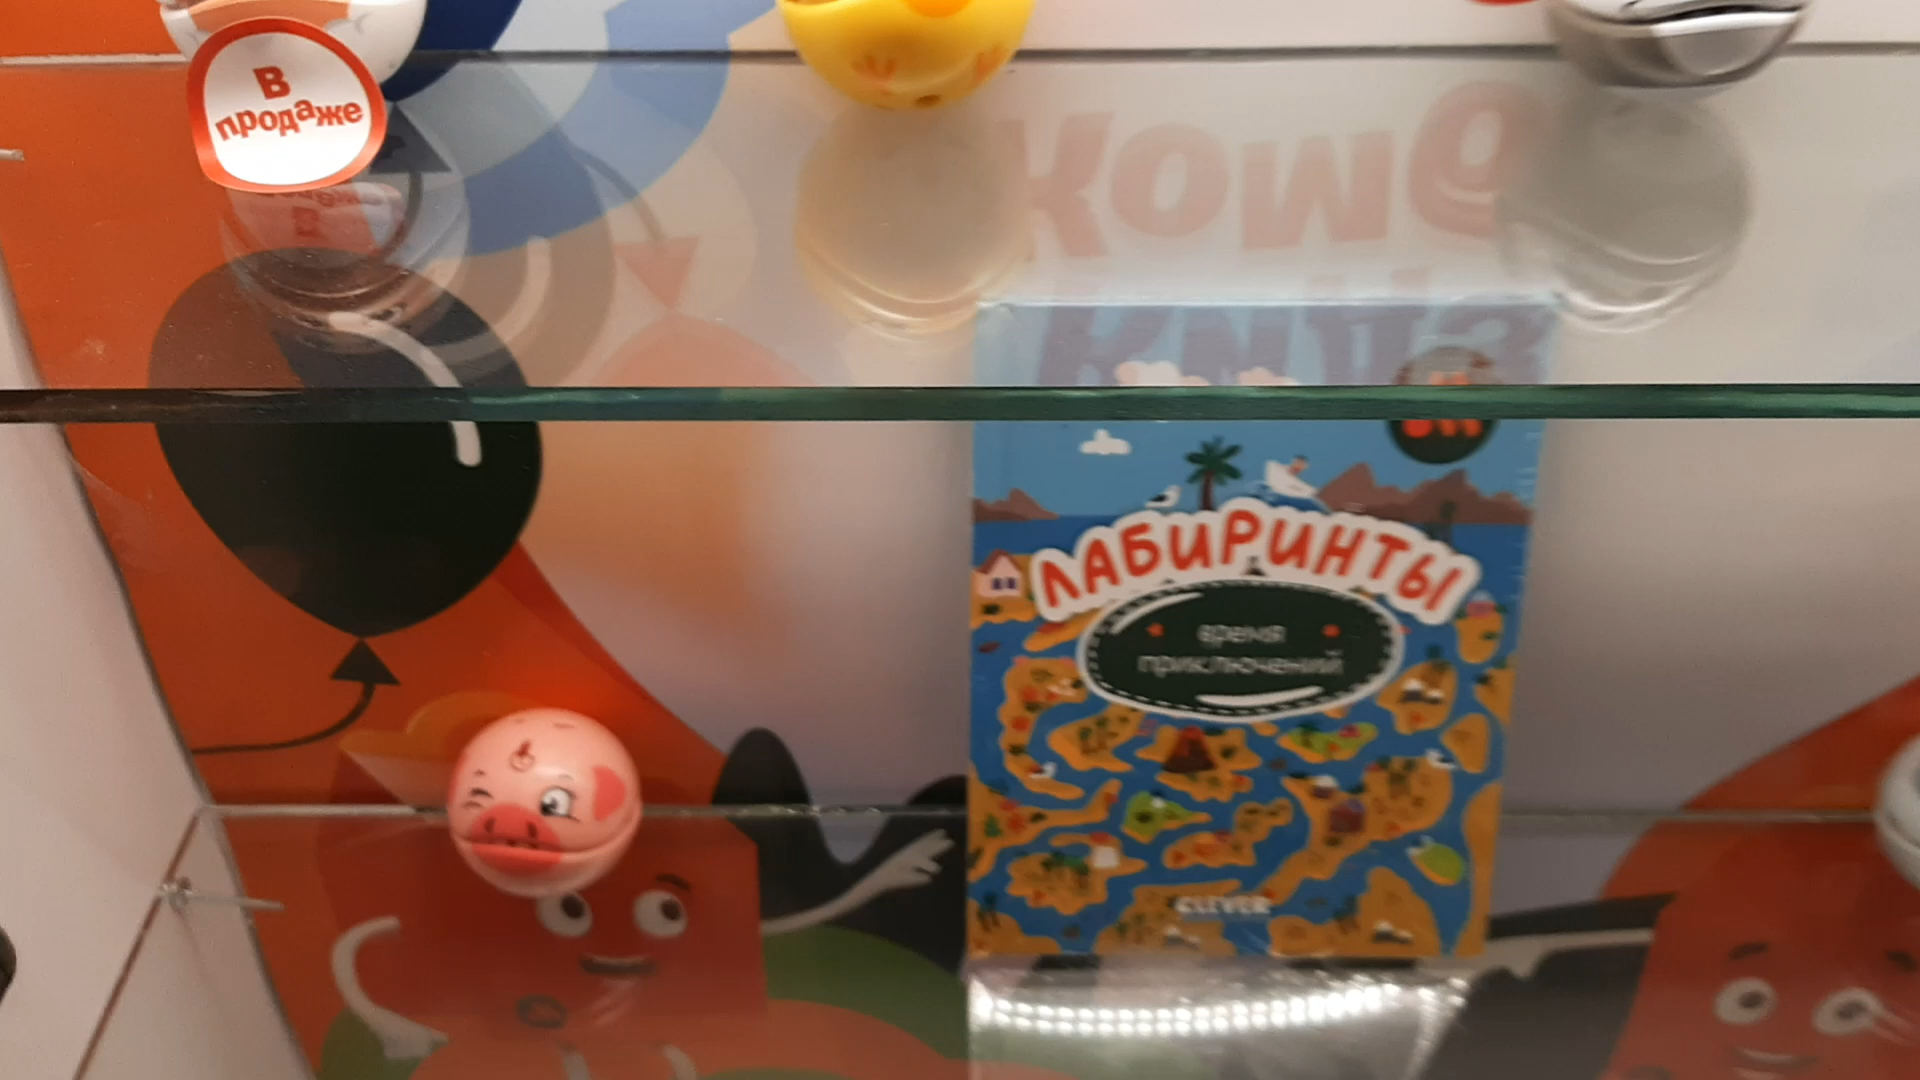 В
продаже
ЛАБИРИНТЫ
время
приключений
CLEVER